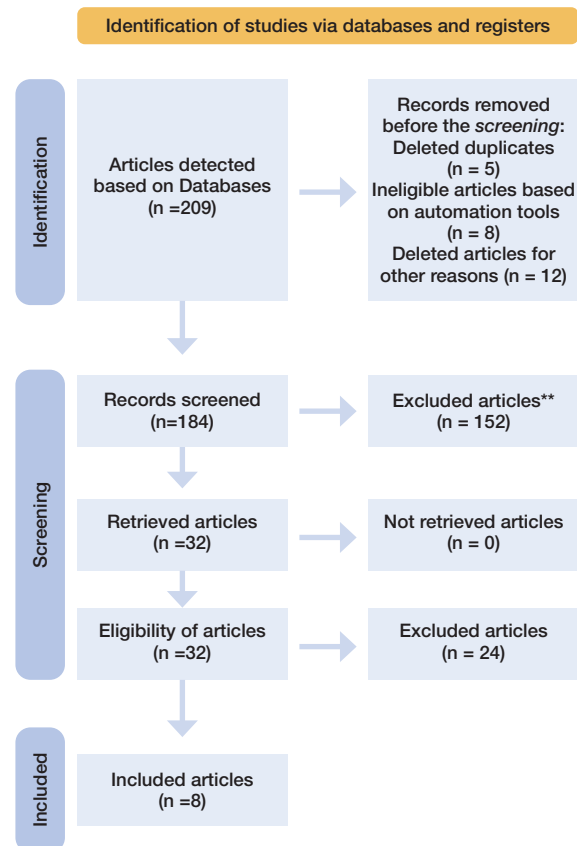 Identification of studies via databases and registers
Identification
Articles detected
based on Databases
(n =209)
Records removed
before the screening:
Deleted duplicates
(n = 5)
Ineligible articles based
on automation tools
(n = 8)
Deleted articles for
other reasons (n = 12)
Screening
Records screened
(n=184)
Excluded articles**
(n = 152)
Retrieved articles
(n =32)
Not retrieved articles
(n = 0)
Eligibility of articles
(n =32)
Excluded articles
(n = 24)
Included
Included articles
(n =8)